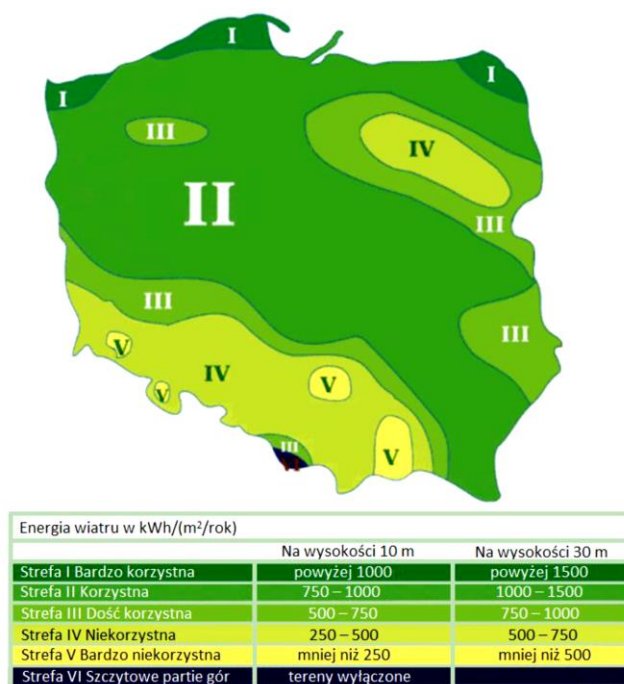 I
I
I
III
IV
II
III
III
III
V
IV
V
V
III
V
Energia wiatru w kWh/(m²/rok)
Na wysokości 10 m Na wysokości 30 m
Strefa I Bardzo korzystna powyżej 1000 powyżej 1500
Strefa II Korzystna 750 – 1000 1000 – 1500
Strefa III Dość korzystna 500 – 750 750 – 1000
Strefa IV Niekorzystna 250 – 500 500 – 750
Strefa V Bardzo niekorzystna mniej niż 250 mniej niż 500
Strefa VI Szczytowe partie gór tereny wyłączone